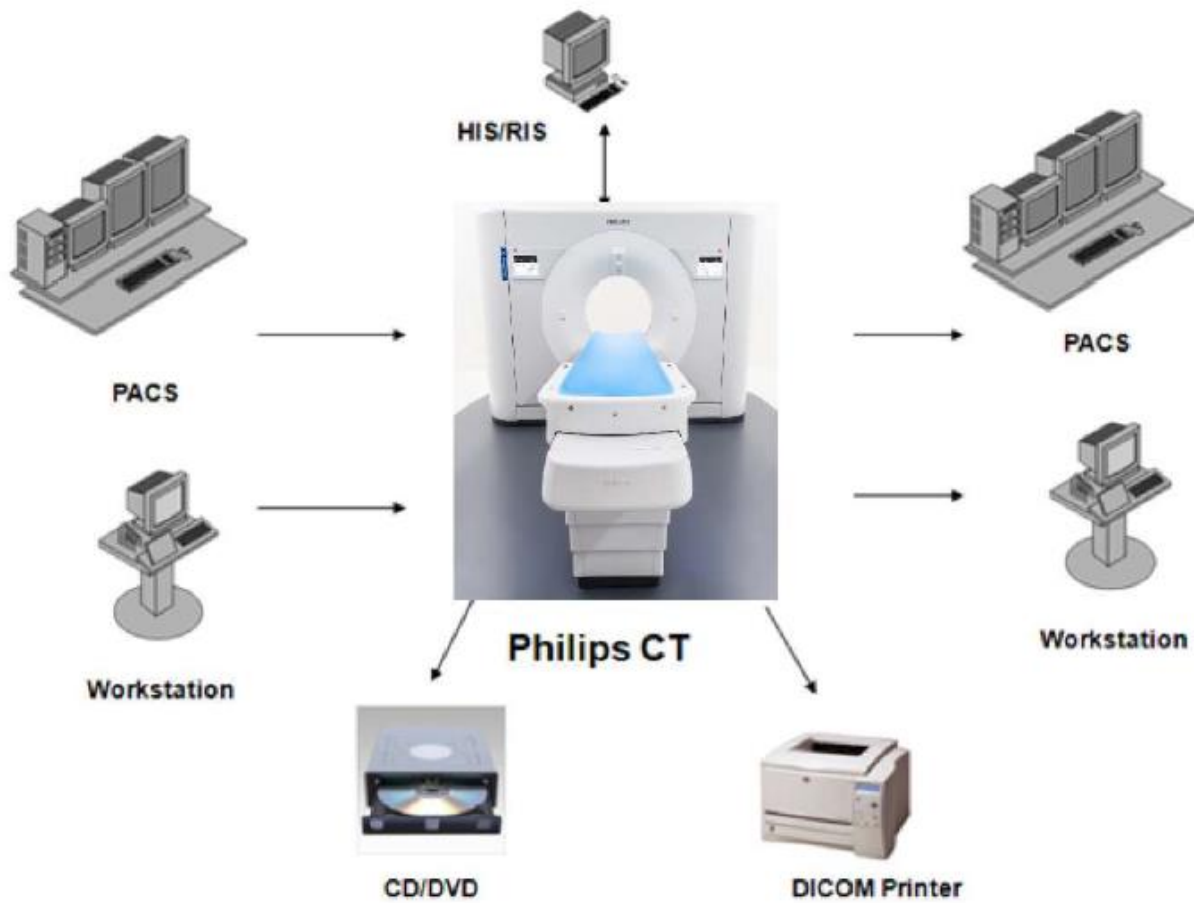 HIS/RIS
PACS
PACS
Workstation
Workstation
Philips CT
CD/DVD
DICOM Printer